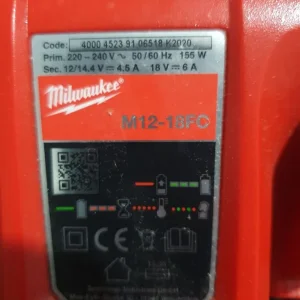 Code: 4000 4523 91 06518 K2020
Prim. 220 - 240 V ~ 50/60 Hz 155 W
Sec. 12/14.4 V ⎓ 4.5 A 18 V ⎓ 6 A
Milwaukee
M12-18FC
CE